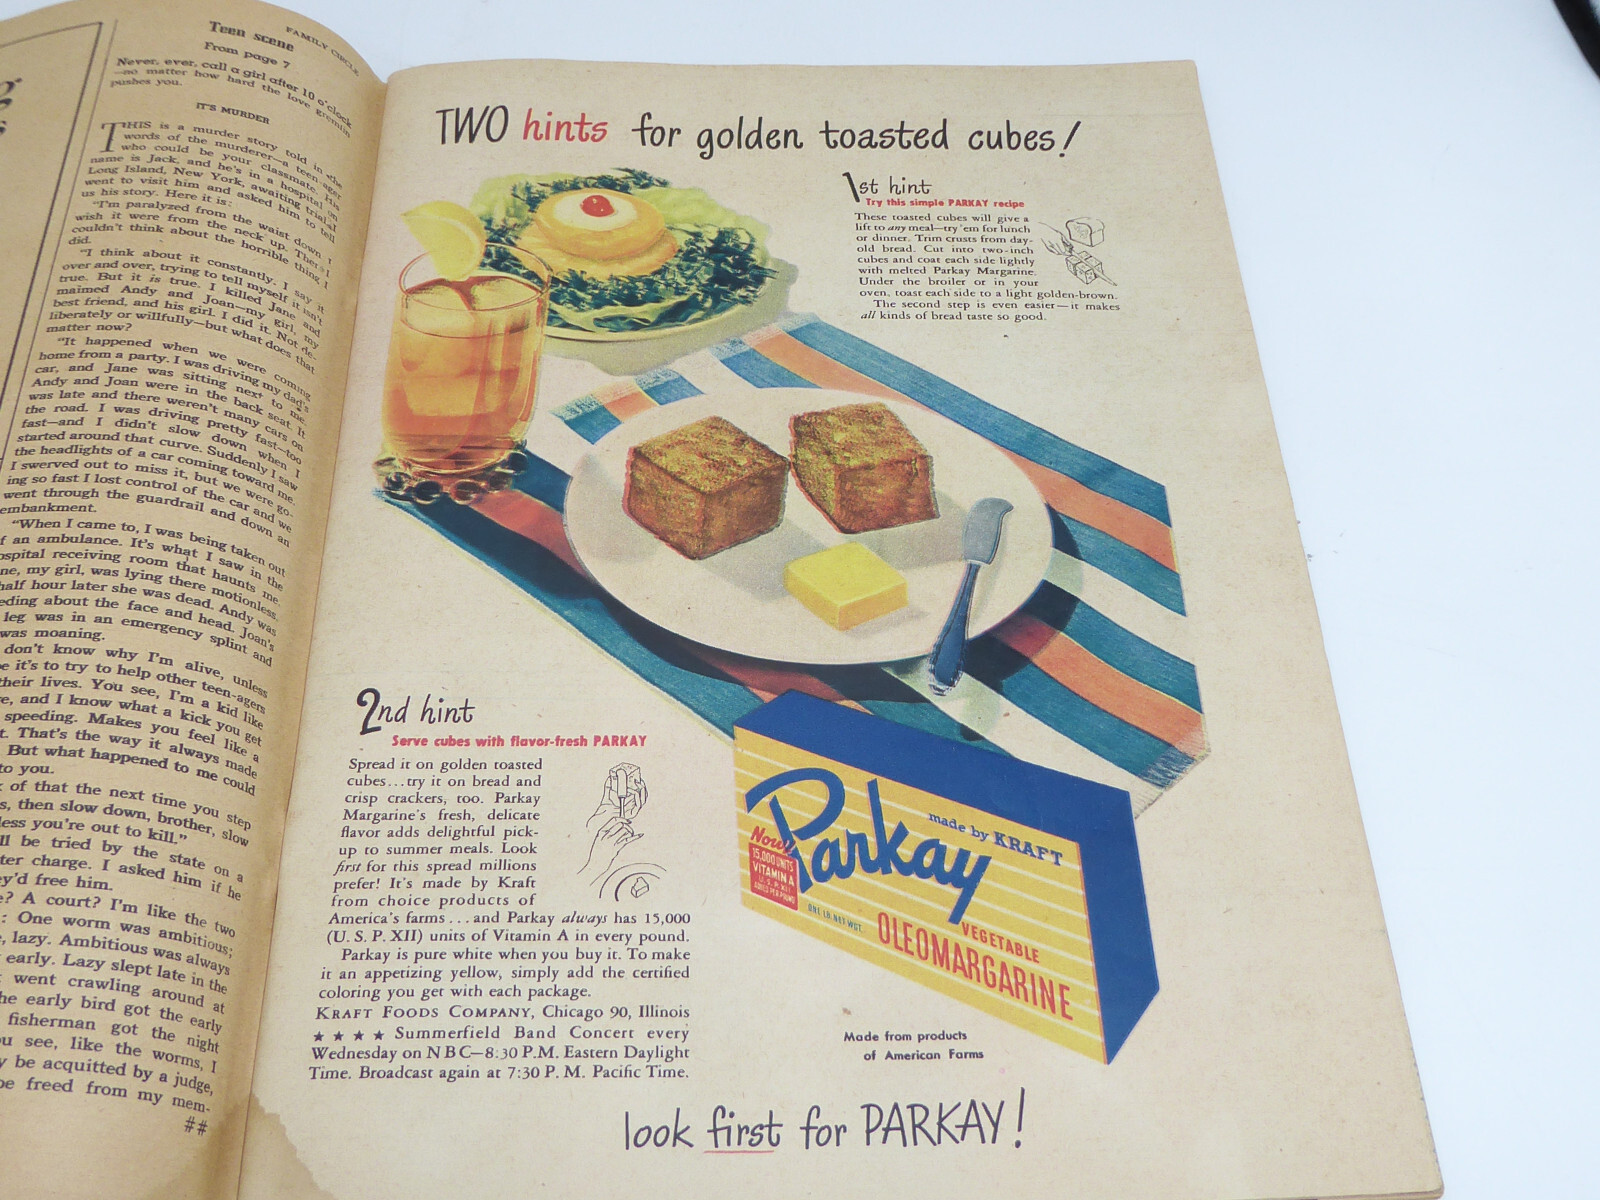 Teen scene
FAMILY CIRCLE
From page 7
Never, ever, call a girl after 10 o'clock
—no matter how hard the love gremlin
pushes you.
IT'S MURDER
THIS is a murder story told in the
words of the murderer—a teen-ager
who could be your classmate. His
name is Jack, and he's in a hospital on
Long Island, New York, awaiting trial. I
went to visit him and asked him to tell
us his story. Here it is:
"I'm paralyzed from the waist down. I
wish it were from the neck up. Then I
couldn't think about the horrible thing I
did.
"I think about it constantly. I say it
over and over, trying to tell myself it isn't
true. But it is true. I killed Jane and
maimed Andy and Joan—my girl, my
best friend, and his girl. I did it. Not de-
liberately or willfully—but what does that
matter now?
"It happened when we were coming
home from a party. I was driving my dad's
car, and Jane was sitting next to me.
Andy and Joan were in the back seat. It
was late and there weren't many cars on
the road. I was driving pretty fast—too
fast—and I didn't slow down when I
started around that curve. Suddenly I saw
the headlights of a car coming toward me.
I swerved out to miss it, but we were go-
ing so fast I lost control of the car and we
went through the guardrail and down an
embankment.
"When I came to, I was being taken out
f an ambulance. It's what I saw in the
ospital receiving room that haunts me.
ne, my girl, was lying there motionless.
half hour later she was dead. Andy was
eding about the face and head. Joan's
leg was in an emergency splint and
was moaning.
don't know why I'm alive, unless
e it's to try to help other teen-agers
their lives. You see, I'm a kid like
e, and I know what a kick you get
speeding. Makes you feel like a
t. That's the way it always made
But what happened to me could
to you.
of that the next time you step
s, then slow down, brother, slow
less you're out to kill."
ll be tried by the state on a
ter charge. I asked him if he
ey'd free him.
e? A court? I'm like the two
: One worm was ambitious;
, lazy. Ambitious was always
early. Lazy slept late in the
went crawling around at
he early bird got the early
fisherman got the night
ou see, like the worms, I
y be acquitted by a judge,
be freed from my mem-
##
TWO hints for golden toasted cubes!
1st hint
Try this simple PARKAY recipe
These toasted cubes will give a
lift to any meal—try 'em for lunch
or dinner. Trim crusts from day-
old bread. Cut into two-inch
cubes and coat each side lightly
with melted Parkay Margarine.
Under the broiler or in your
oven, toast each side to a light golden-brown.
The second step is even easier—it makes
all kinds of bread taste so good.
2nd hint
Serve cubes with flavor-fresh PARKAY
Spread it on golden toasted
cubes...try it on bread and
crisp crackers, too. Parkay
Margarine's fresh, delicate
flavor adds delightful pick-
up to summer meals. Look
first for this spread millions
prefer! It's made by Kraft
from choice products of
America's farms...and Parkay always has 15,000
(U. S. P. XII) units of Vitamin A in every pound.
Parkay is pure white when you buy it. To make
it an appetizing yellow, simply add the certified
coloring you get with each package.
KRAFT FOODS COMPANY, Chicago 90, Illinois
★ ★ ★ ★ Summerfield Band Concert every
Wednesday on NBC—8:30 P.M. Eastern Daylight
Time. Broadcast again at 7:30 P. M. Pacific Time.
Parkay
made by KRAFT
Now
15,000 UNITS
VITAMIN A
U. S. P. XII
ADDED PER POUND
ONE LB. NET WGT.
VEGETABLE
OLEOMARGARINE
Made from products
of American Farms
look first for PARKAY!